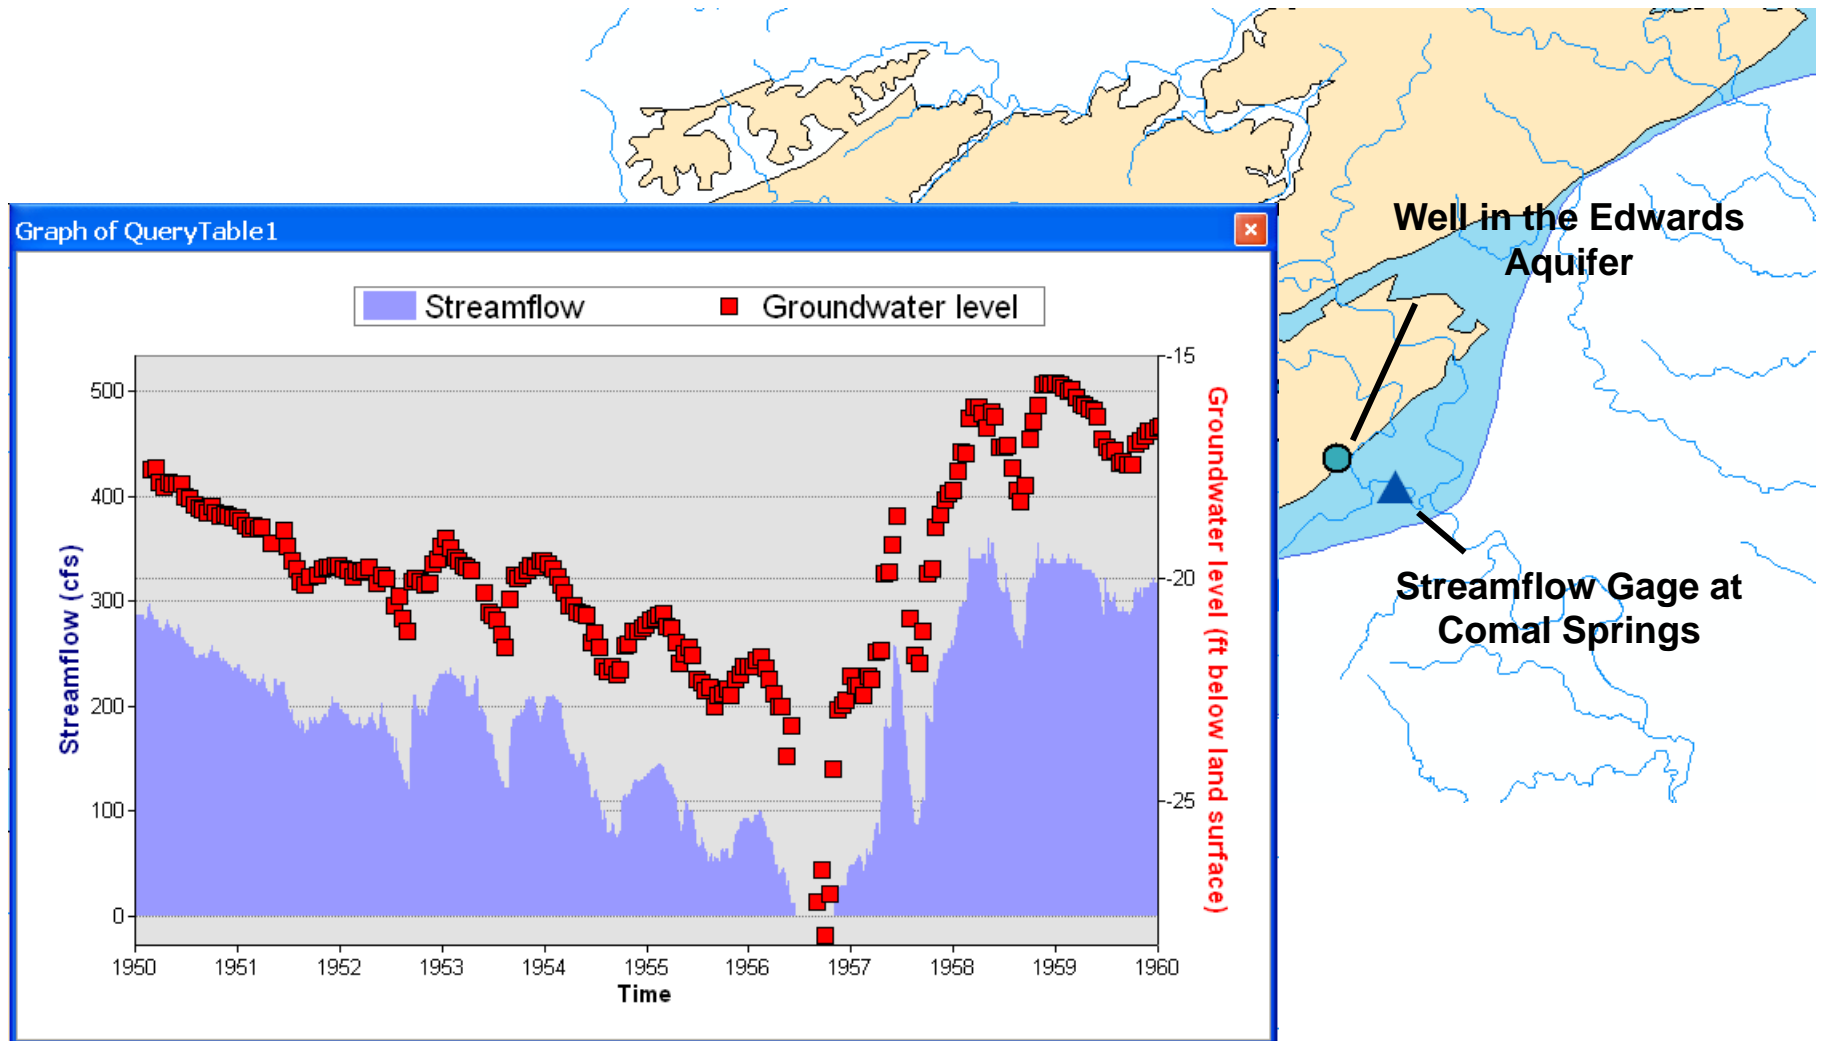 Graph of QueryTable1
Streamflow
Groundwater level
Well in the Edwards
Aquifer
Streamflow Gage at
Comal Springs
Streamflow (cfs)
500
400
300
200
100
0
-15
-20
-25
Groundwater level (ft below land surface)
1950 1951 1952 1953 1954 1955 1956 1957 1958 1959 1960
Time